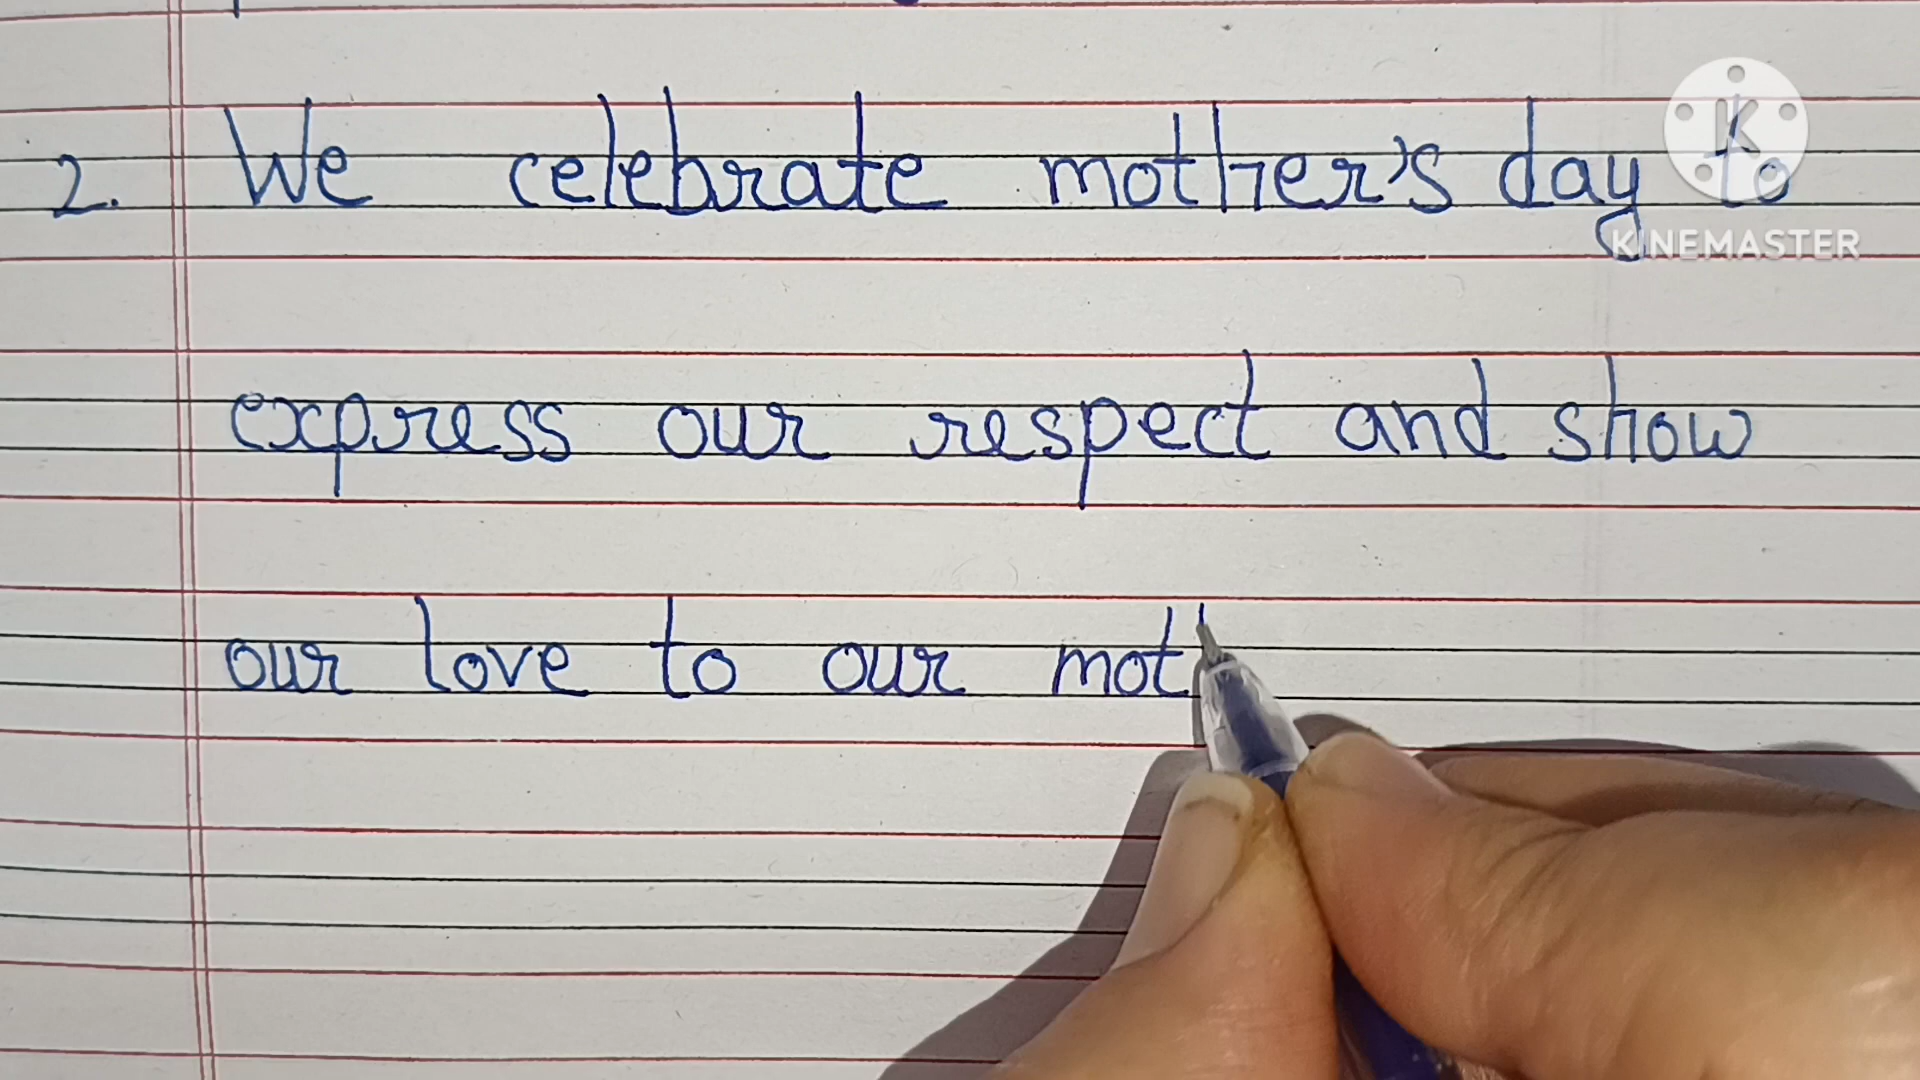 2. We celebrate mother's day to
KINEMASTER
express our respect and show
our love to our mot